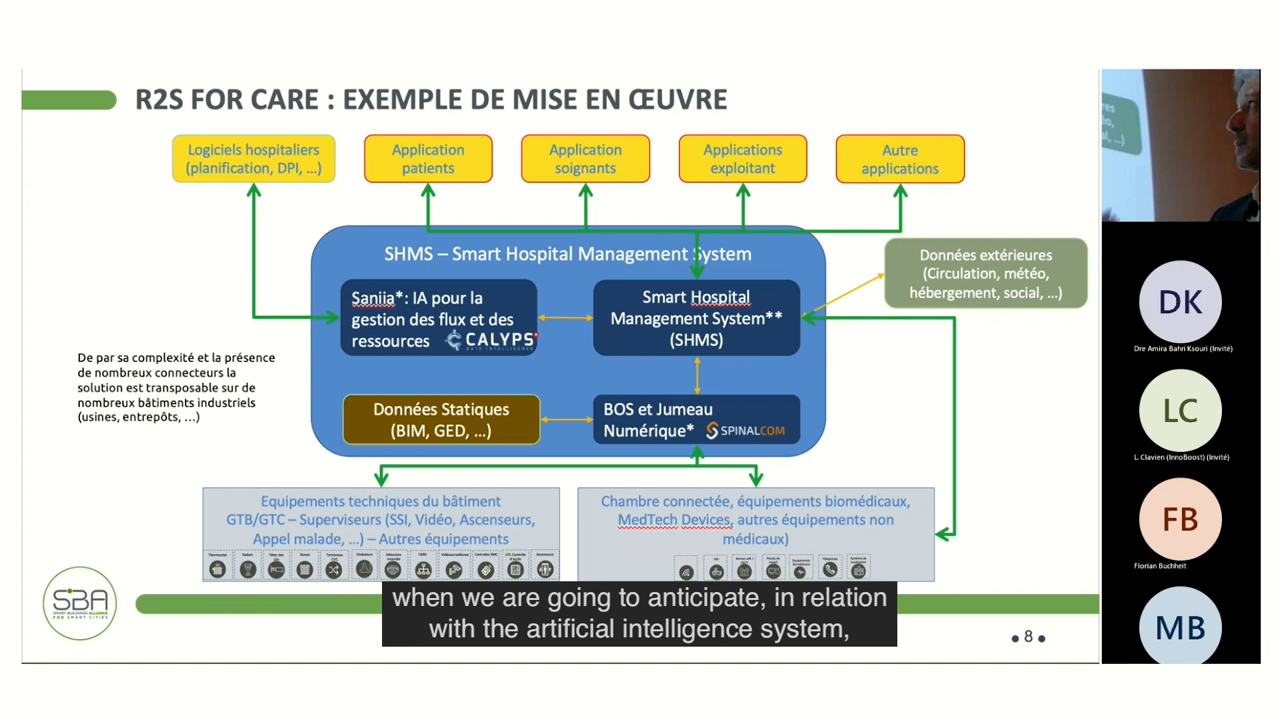 R2S FOR CARE : EXEMPLE DE MISE EN ŒUVRE
Logiciels hospitaliers
(planification, DPI, ...)
Application
patients
Application
soignants
Applications
exploitant
Autre
applications
SHMS – Smart Hospital Management System
Données extérieures
(Circulation, météo,
hébergement, social, ...)
Saniia*: IA pour la
gestion des flux et des
ressources
CALYPS
DATA INTELLIGENCE
Smart Hospital
Management System**
(SHMS)
De par sa complexité et la présence
de nombreux connecteurs la
solution est transposable sur de
nombreux bâtiments industriels
(usines, entrepôts, ...)
Données Statiques
(BIM, GED, ...)
BOS et Jumeau
Numérique*
SPINALCOM
Equipements techniques du bâtiment
GTB/GTC – Superviseurs (SSI, Vidéo, Ascenseurs,
Appel malade, ...) – Autres équipements
Chambre connectée, équipements biomédicaux,
MedTech Devices, autres équipements non
médicaux)
SBA
SMART BUILDINGS ALLIANCE
FOR SMART CITIES
when we are going to anticipate, in relation
with the artificial intelligence system,
8
DK
Dre Amira Bahri Ksouri (Invité)
LC
L. Clavien (InnoBoost) (Invité)
FB
Florian Buchheit
MB